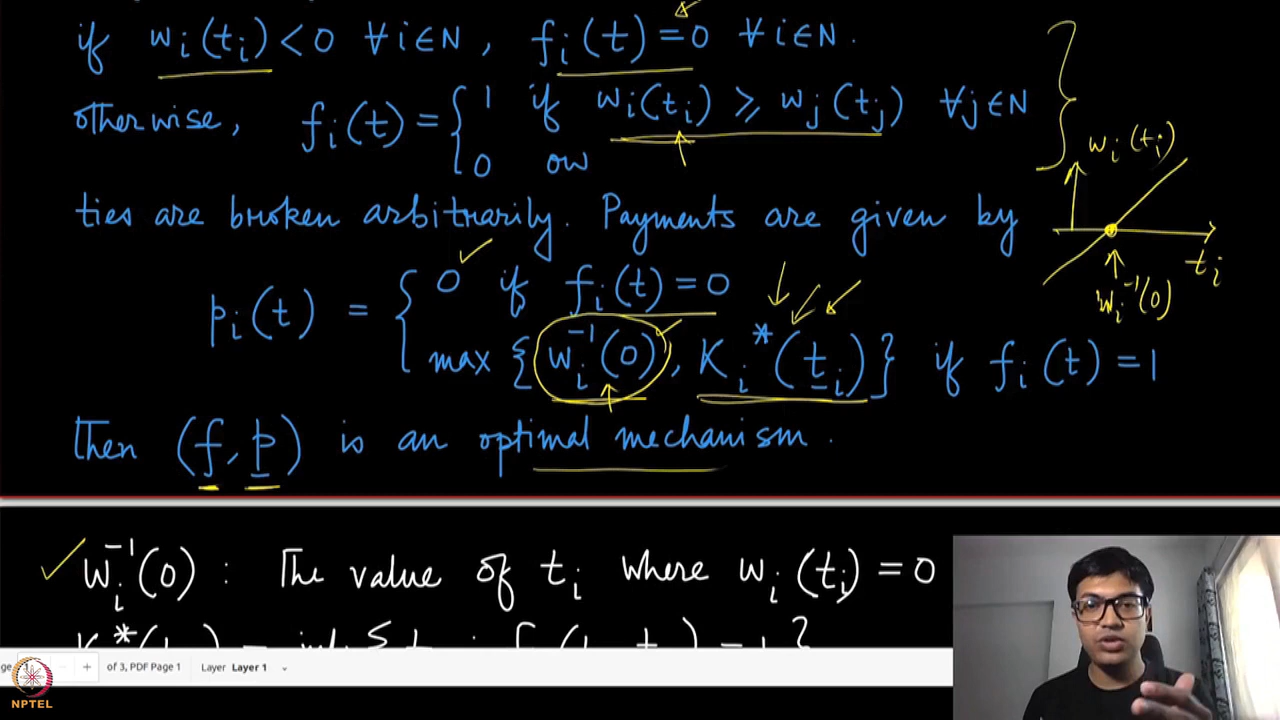 if wᵢ(tᵢ) < 0 ∀i∈N , fᵢ(t) = 0 ∀i∈N .
otherwise, fᵢ(t) = { 1 if wᵢ(tᵢ) ⩾ wⱼ(tⱼ) ∀j∈N
0 ow
wᵢ(tᵢ)
tᵢ
wᵢ⁻¹(0)
ties are broken arbitrarily. Payments are given by
pᵢ(t) = { 0 if fᵢ(t) = 0
max { wᵢ⁻¹(0) , Kᵢ*(t̲ᵢ) } if fᵢ(t) = 1
Then (f, p) is an optimal mechanism .
wᵢ⁻¹(0) : The value of tᵢ where wᵢ(tᵢ) = 0
of 3, PDF Page 1 Layer Layer 1
NPTEL